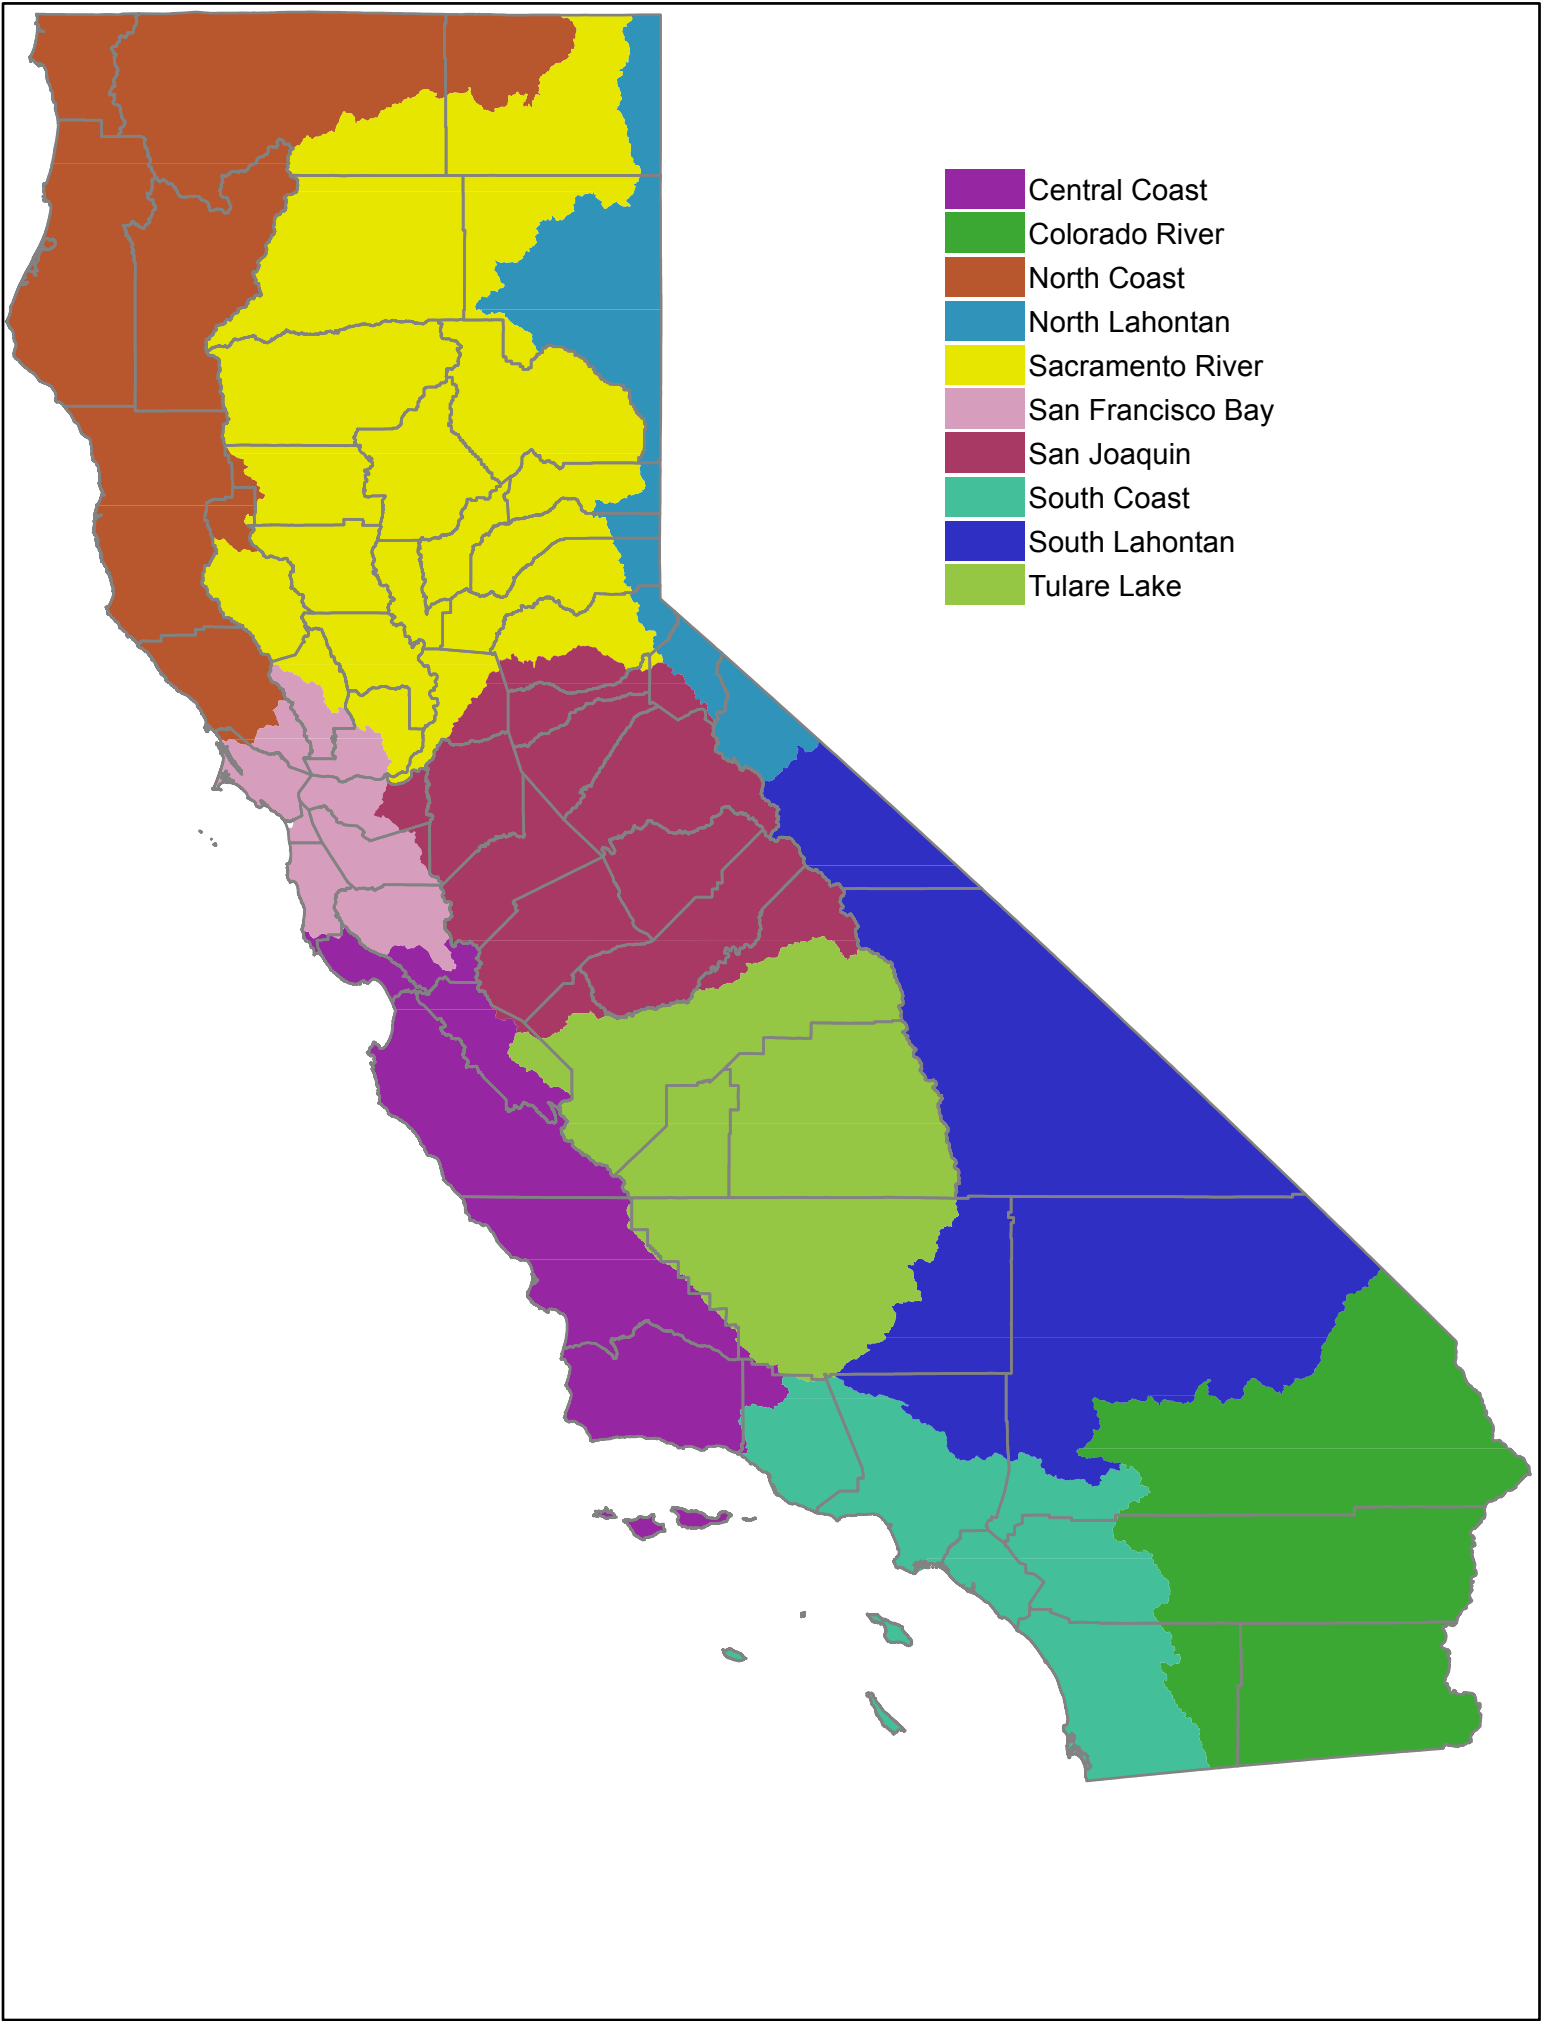 Central Coast
Colorado River
North Coast
North Lahontan
Sacramento River
San Francisco Bay
San Joaquin
South Coast
South Lahontan
Tulare Lake